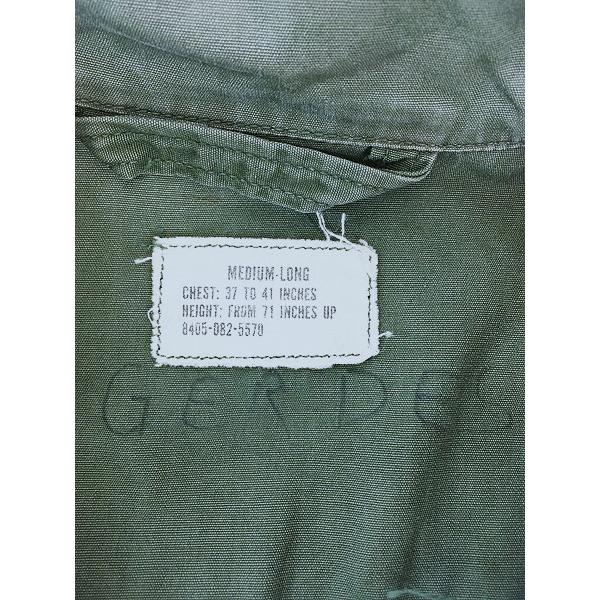 MEDIUM-LONG
CHEST: 37 TO 41 INCHES
HEIGHT: FROM 71 INCHES UP
8405-082-5570
GERDES